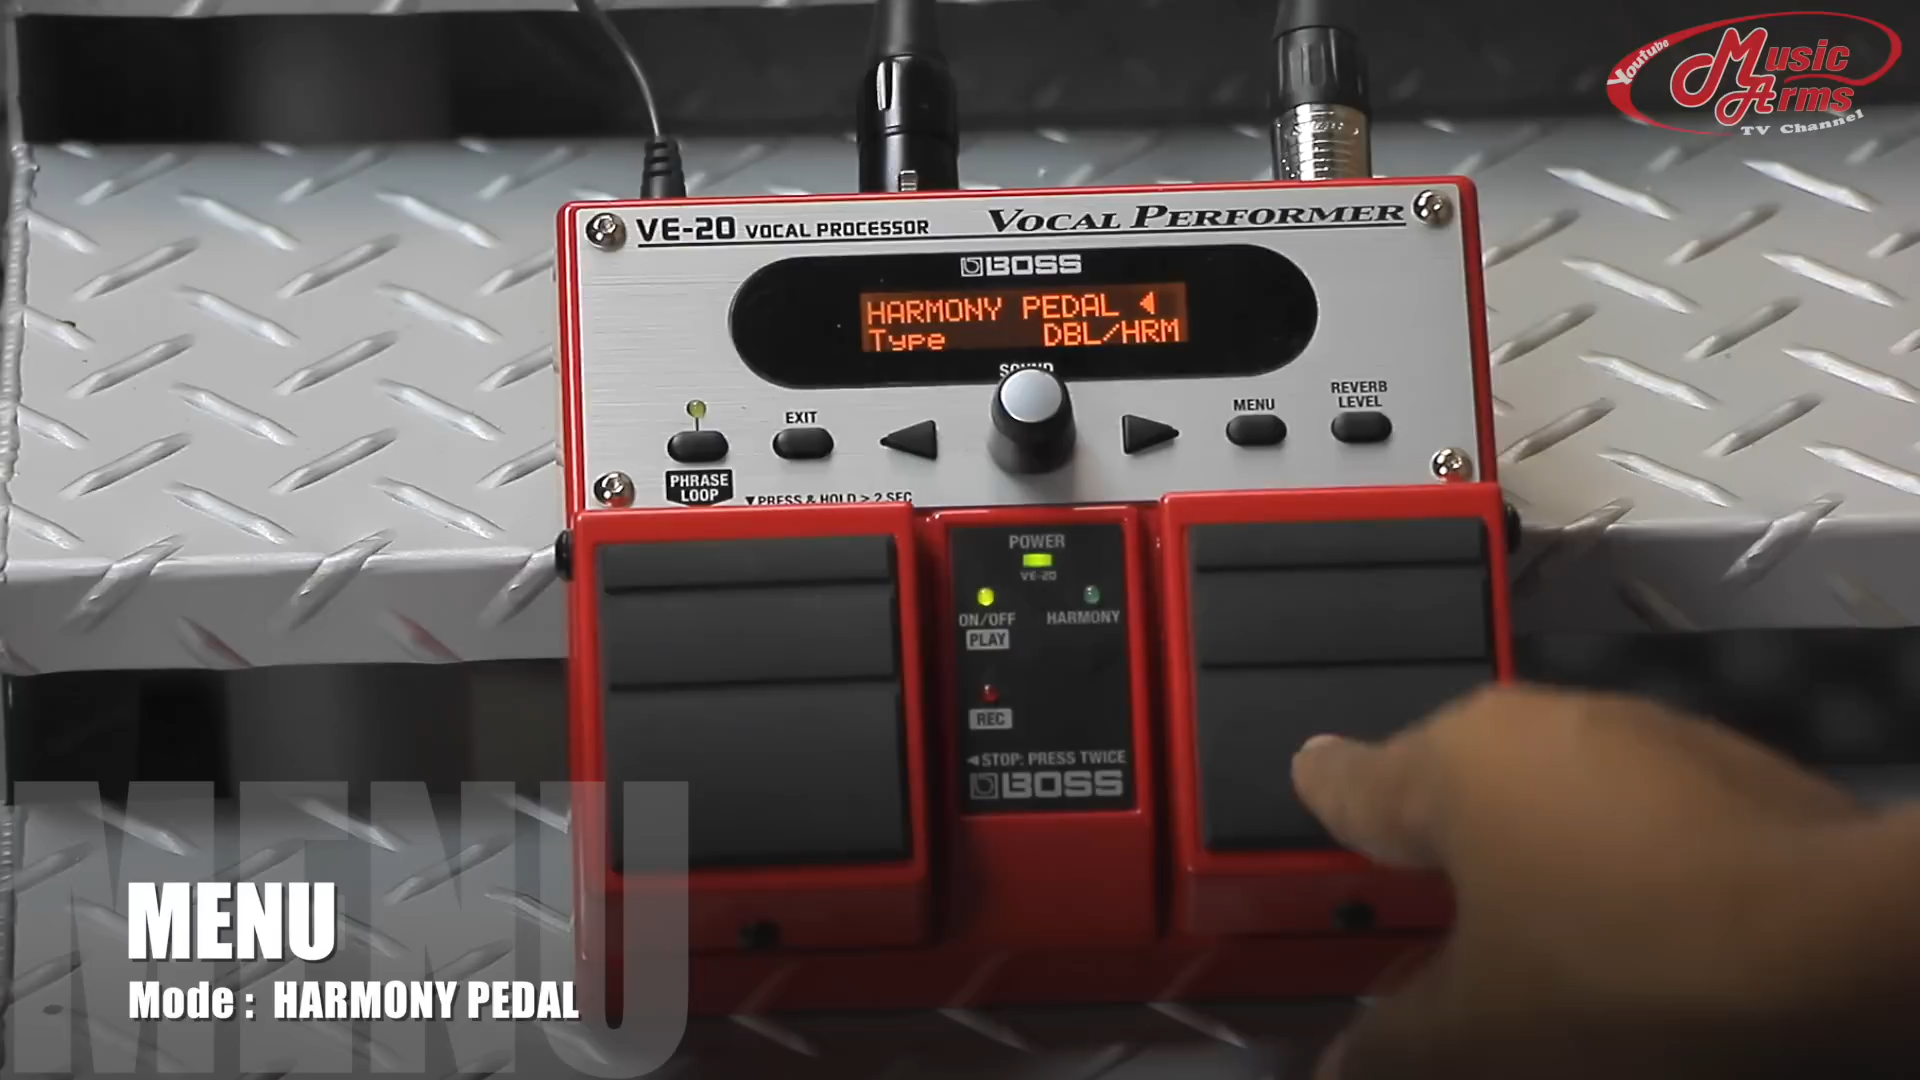 Youtube
Music
Arms
TV Channel
VE-20 VOCAL PROCESSOR
VOCAL PERFORMER
BOSS
HARMONY PEDAL
Type DBL/HRM
SOUND
EXIT
MENU
REVERB
LEVEL
PHRASE
LOOP
▼PRESS & HOLD > 2 SEC
POWER
VE-20
ON/OFF
HARMONY
PLAY
REC
◀STOP: PRESS TWICE
BOSS
MENU
MENU
Mode : HARMONY PEDAL